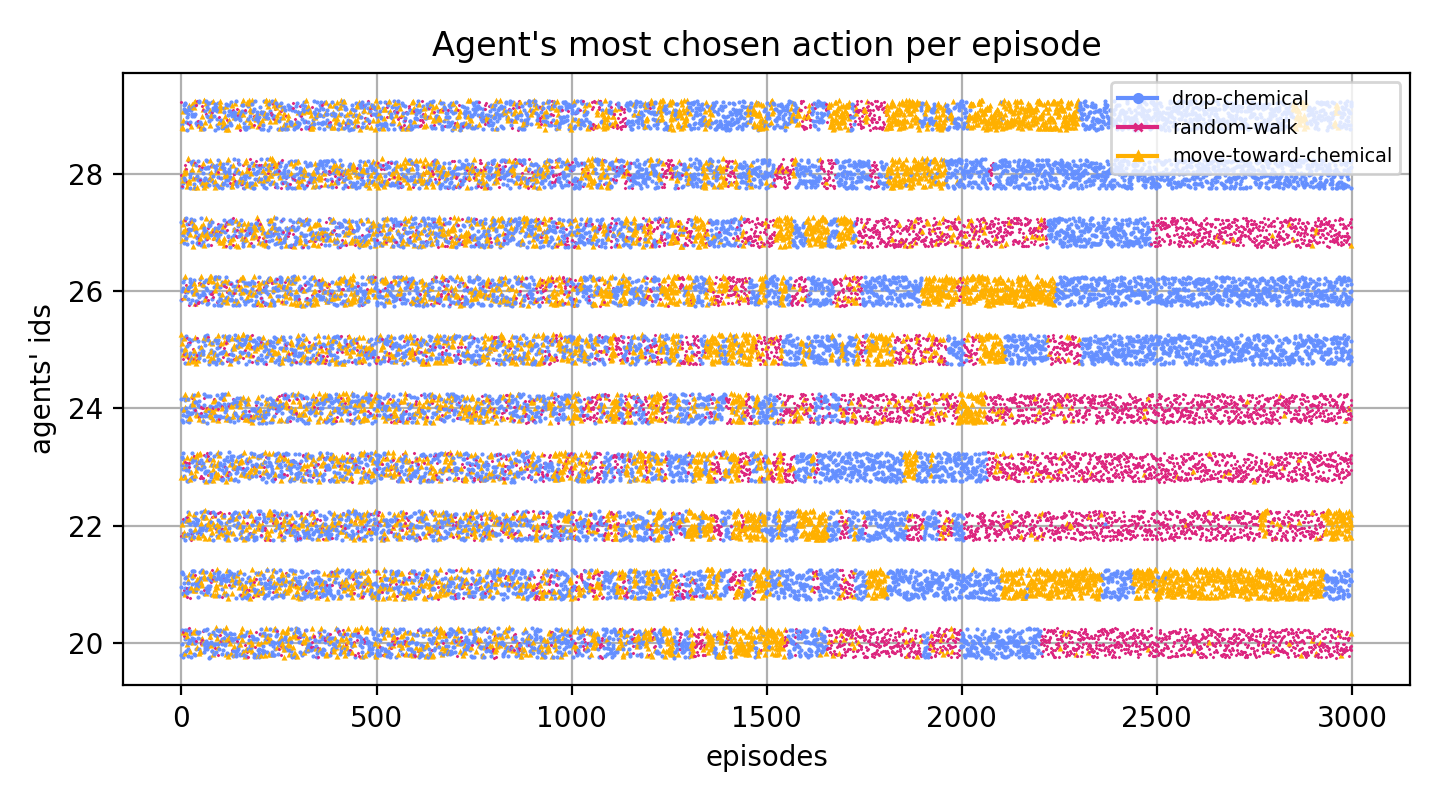 Agent's most chosen action per episode
drop-chemical
random-walk
move-toward-chemical
agents' ids
28
26
24
22
20
0 500 1000 1500 2000 2500 3000
episodes